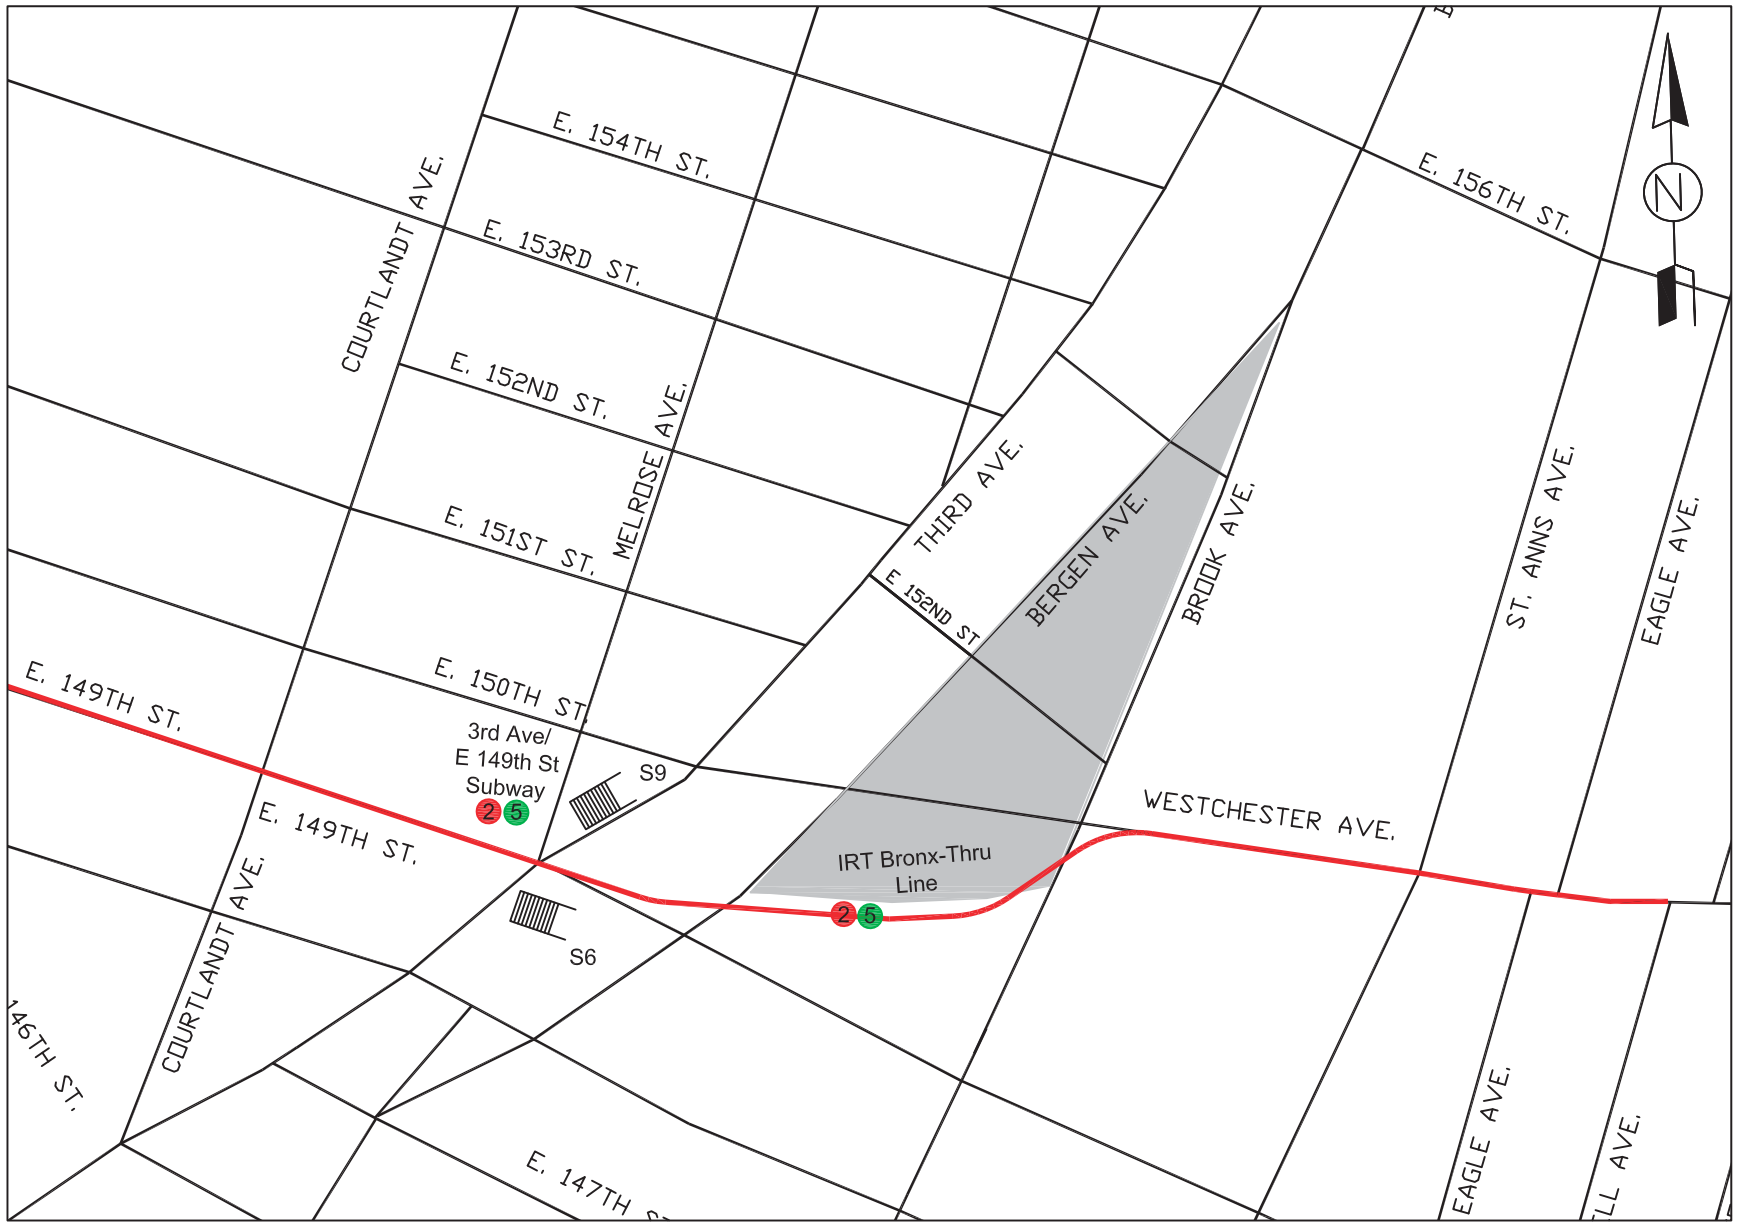 B
E. 154TH ST.
COURTLANDT AVE.
E. 156TH ST.
N
E. 153RD ST.
E. 152ND ST.
MELROSE AVE.
THIRD AVE.
BERGEN AVE.
BROOK AVE.
ST. ANNS AVE.
EAGLE AVE.
E. 151ST ST.
E 152ND ST
E. 149TH ST.
E. 150TH ST.
3rd Ave/
E 149th St
Subway
2 5
S9
WESTCHESTER AVE.
E. 149TH ST.
IRT Bronx-Thru
Line
2 5
COURTLANDT AVE.
S6
146TH ST.
EAGLE AVE.
LL AVE.
E. 147TH S